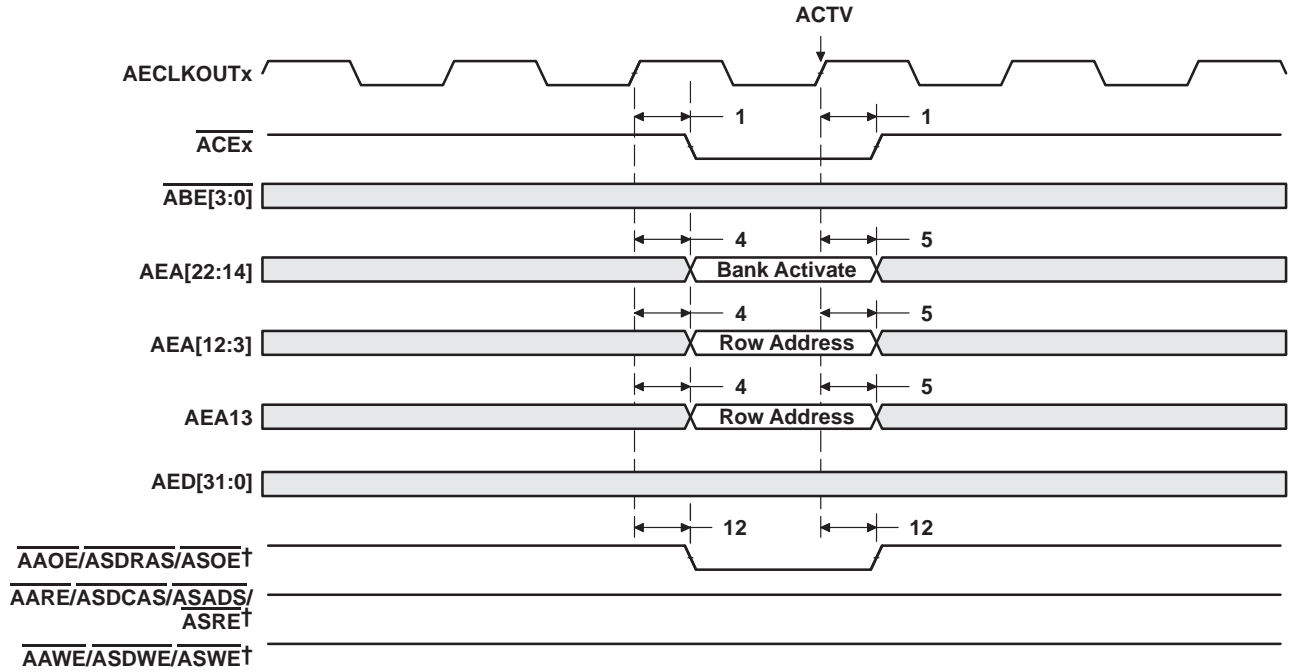 ACTV
AECLKOUTx
1 1
ACEx
ABE[3:0]
4 5
AEA[22:14] Bank Activate
4 5
AEA[12:3] Row Address
4 5
AEA13 Row Address
AED[31:0]
12 12
AAOE/ASDRAS/ASOE†
AARE/ASDCAS/ASADS/
ASRE†
AAWE/ASDWE/ASWE†